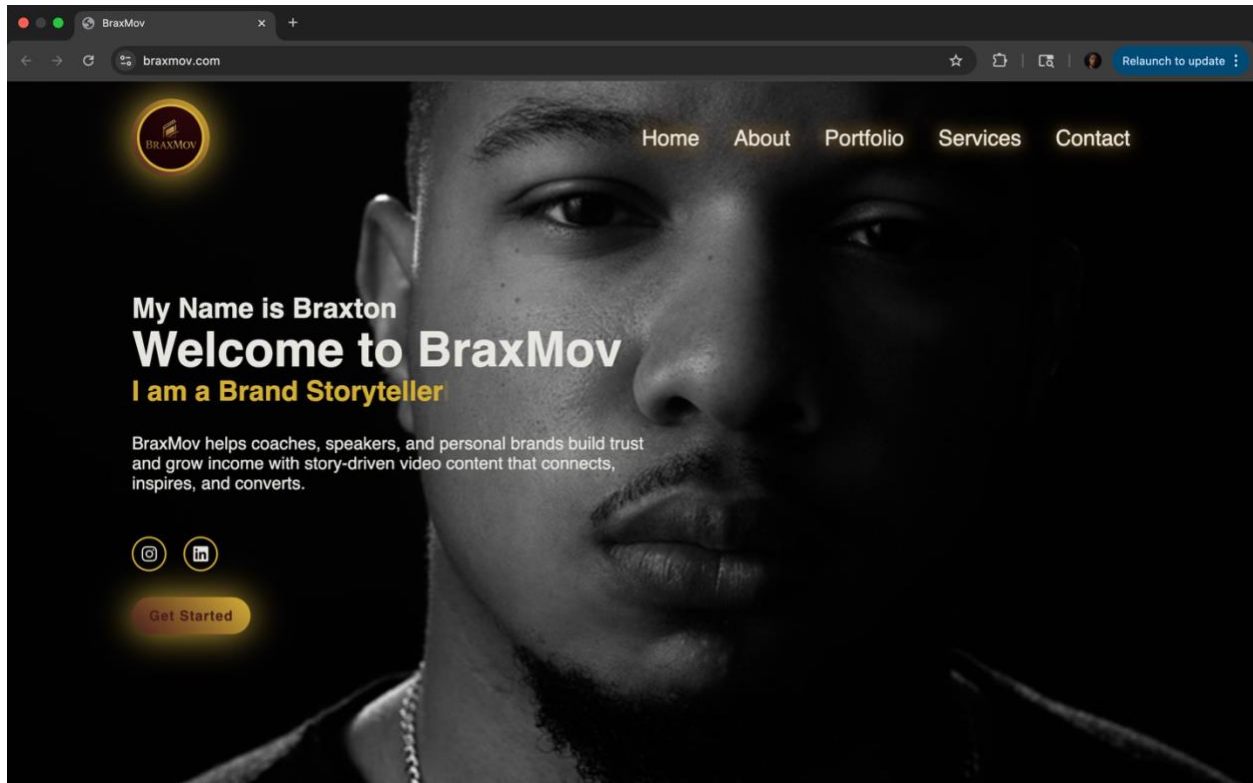 BraxMov
braxmov.com
Relaunch to update
BRAXMOV
Home About Portfolio Services Contact
My Name is Braxton
Welcome to BraxMov
I am a Brand Storyteller
BraxMov helps coaches, speakers, and personal brands build trust
and grow income with story-driven video content that connects,
inspires, and converts.
in
Get Started